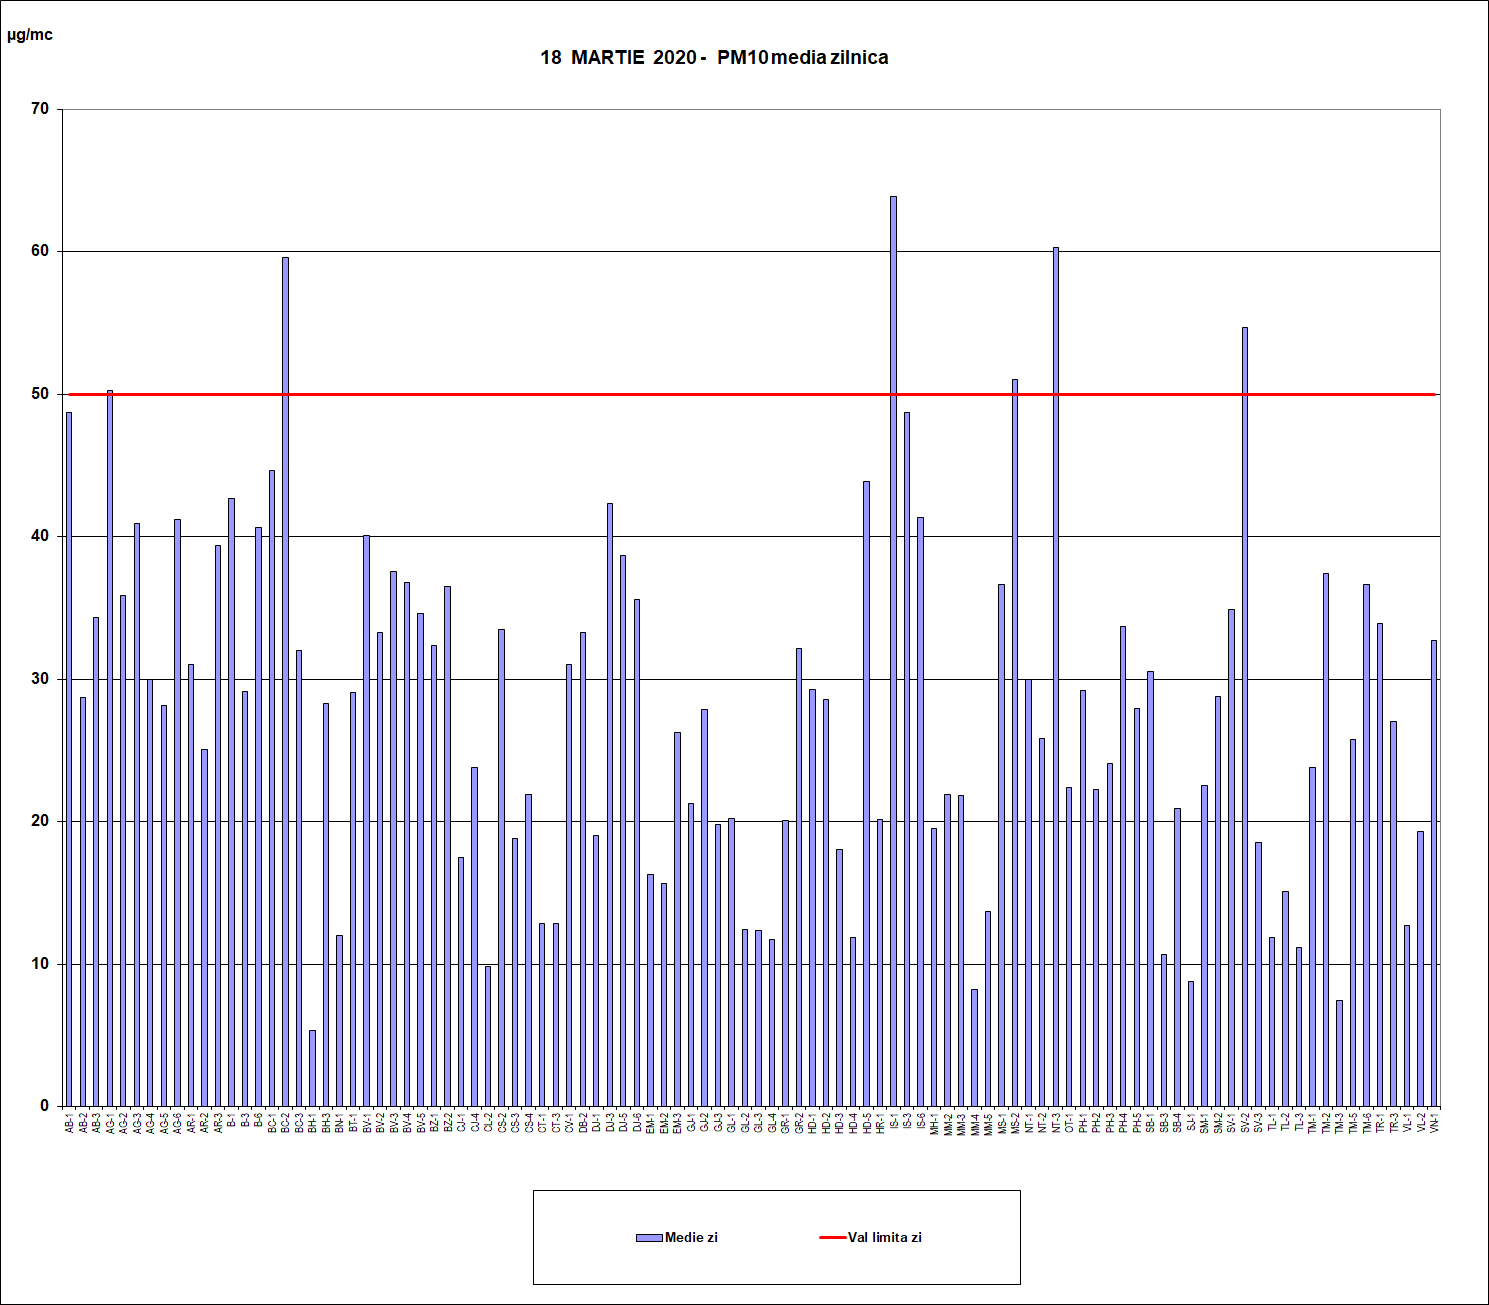 µg/mc
18 MARTIE 2020 - PM10 media zilnica
70
60
50
40
30
20
10
0
AB-1 AB-2 AB-3 AG-1 AG-2 AG-3 AG-4 AG-5 AG-6 AR-1 AR-2 AR-3 B-1 B-3 B-6 BC-1 BC-2 BC-3 BH-1 BH-3 BN-1 BT-1 BV-1 BV-2 BV-3 BV-4 BV-5 BZ-1 BZ-2 CJ-1 CJ-4 CL-2 CS-2 CS-3 CS-4 CT-1 CT-3 CV-1 DB-2 DJ-1 DJ-3 DJ-5 DJ-6 EM-1 EM-2 EM-3 GJ-1 GJ-2 GJ-3 GL-1 GL-2 GL-3 GL-4 GR-1 GR-2 HD-1 HD-2 HD-3 HD-4 HD-5 HR-1 IS-1 IS-3 IS-6 MH-1 MM-2 MM-3 MM-4 MM-5 MS-1 MS-2 NT-1 NT-2 NT-3 OT-1 PH-1 PH-2 PH-3 PH-4 PH-5 SB-1 SB-3 SB-4 SJ-1 SM-1 SM-2 SV-1 SV-2 SV-3 TL-1 TL-2 TL-3 TM-1 TM-2 TM-3 TM-5 TM-6 TR-1 TR-3 VL-1 VL-2 VN-1
Medie zi
Val limita zi